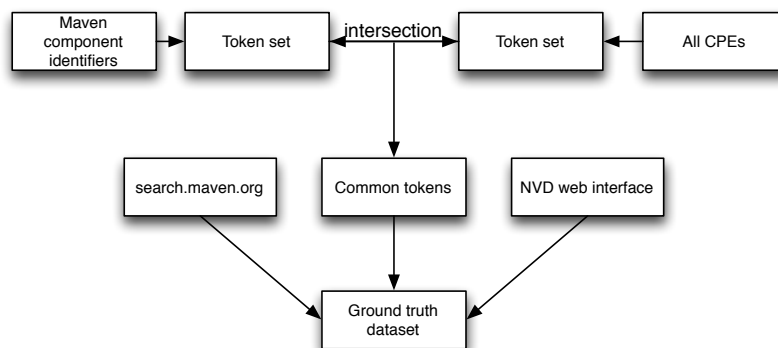 Maven
component
identifiers
Token set
intersection
Token set
All CPEs
search.maven.org
Common tokens
NVD web interface
Ground truth
dataset